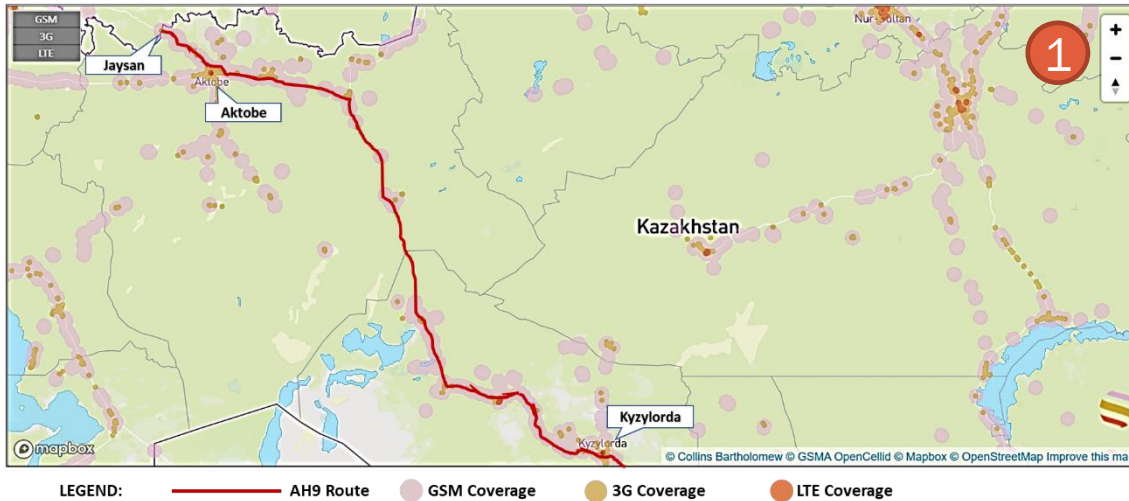 GSM
3G
LTE
Jaysan
Aktobe
Aktobe
Nur-Sultan
1
Kazakhstan
Kyzylorda
Kyzylorda
mapbox
© Collins Bartholomew © GSMA OpenCellid © Mapbox © OpenStreetMap Improve this ma
LEGEND: AH9 Route GSM Coverage 3G Coverage LTE Coverage